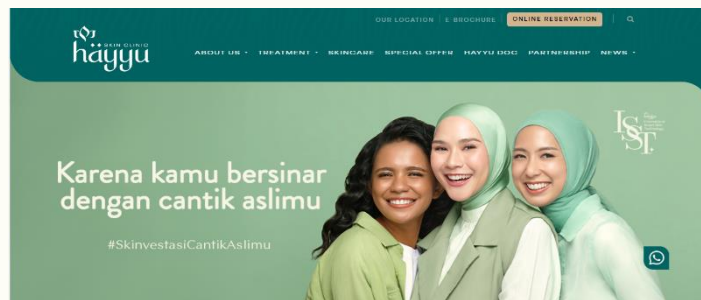 OUR LOCATION
E BROCHURE
ONLINE RESERVATION
SKIN CLINIC
häyyu
ABOUT US
TREATMENT
SKINCARE
SPECIAL OFFER
HAYYU DOC
PARTNERSHIP
NEWS
ISST
Karena kamu bersinar
dengan cantik aslimu
#SkinvestasiCantikAslimu